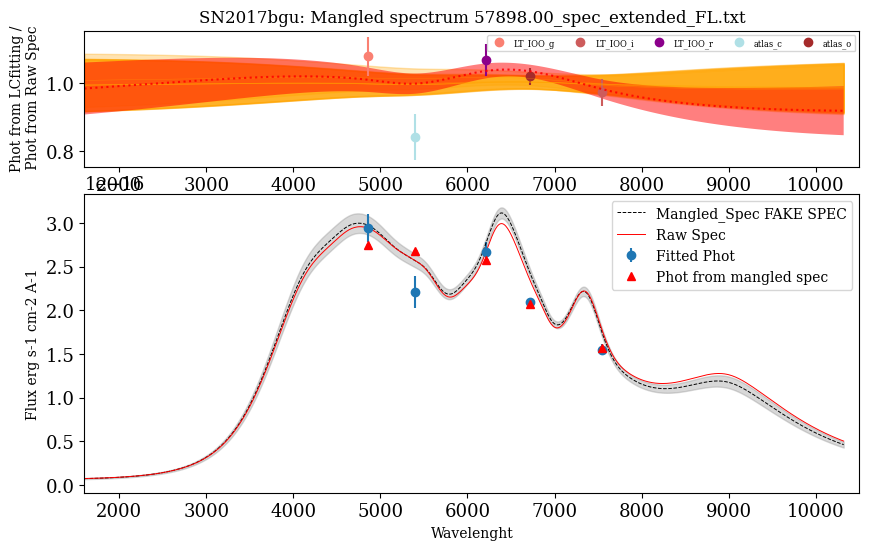 SN2017bgu: Mangled spectrum 57898.00_spec_extended_FL.txt
Phot from LCfitting /
Phot from Raw Spec
1.0
0.8
LT_IOO_g LT_IOO_i LT_IOO_r atlas_c atlas_o
2000 3000 4000 5000 6000 7000 8000 9000 10000
1e−16
Flux erg s-1 cm-2 A-1
3.0
2.5
2.0
1.5
1.0
0.5
0.0
Mangled_Spec FAKE SPEC
Raw Spec
Fitted Phot
Phot from mangled spec
2000 3000 4000 5000 6000 7000 8000 9000 10000
Wavelenght